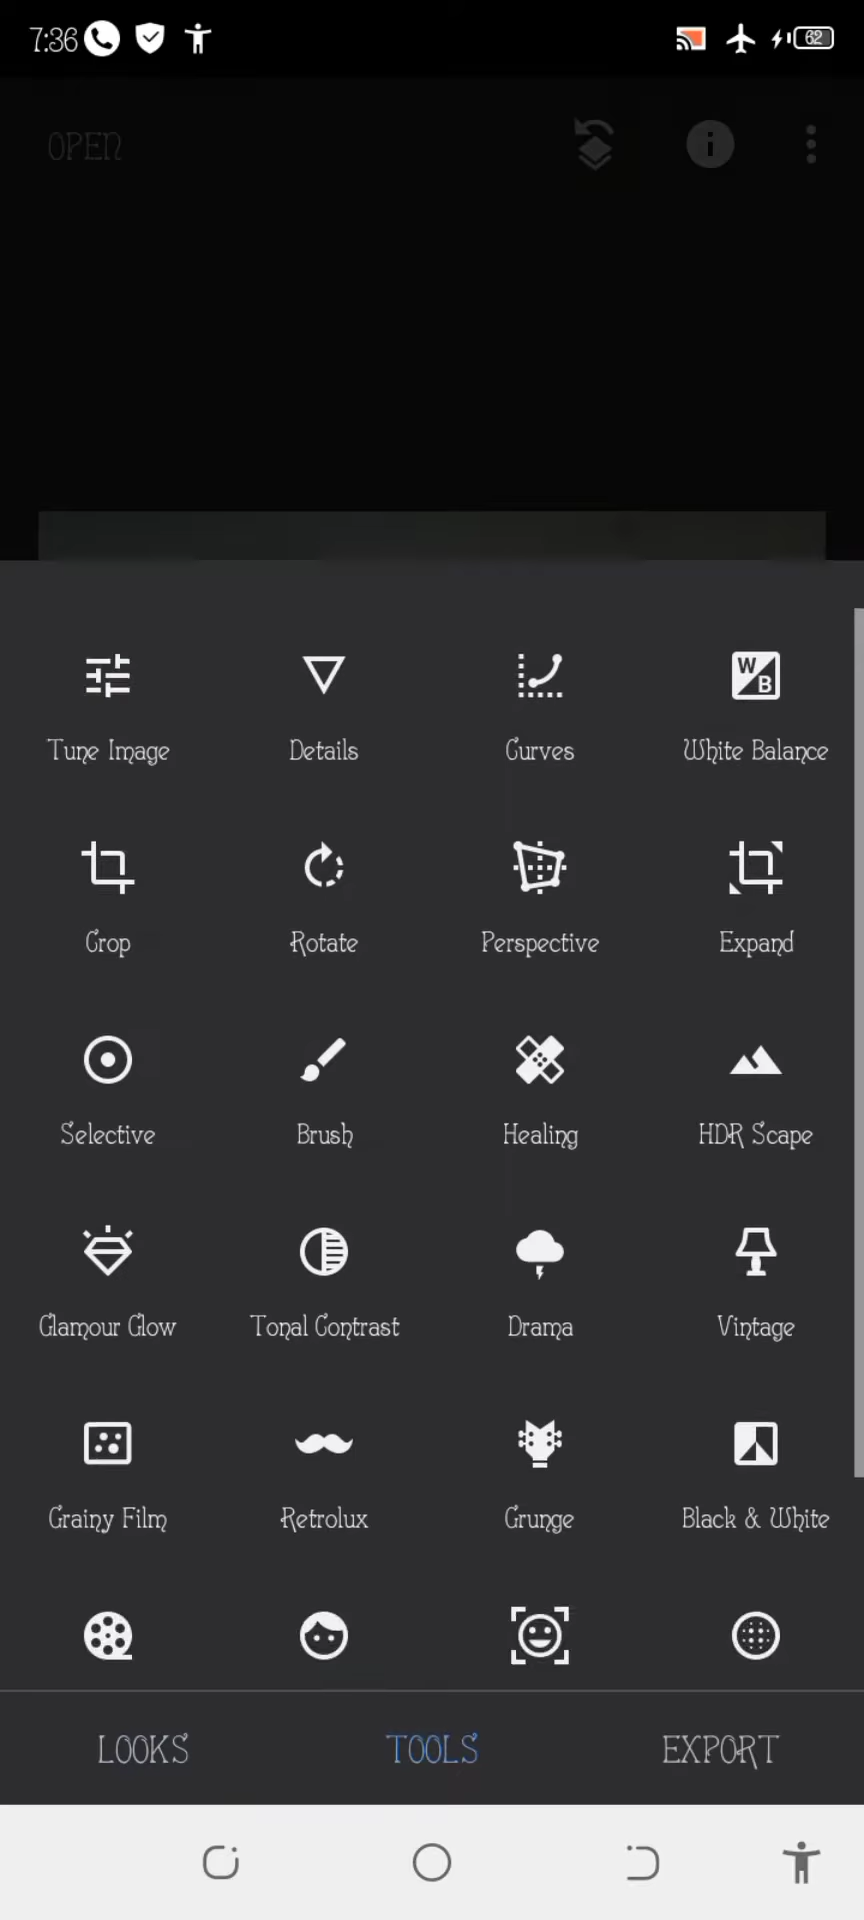 7:36 62
OPEN
Tune Image Details Curves White Balance
Crop Rotate Perspective Expand
Selective Brush Healing HDR Scape
Glamour Glow Tonal Contrast Drama Vintage
Grainy Film Retrolux Grunge Black & White
LOOKS TOOLS EXPORT